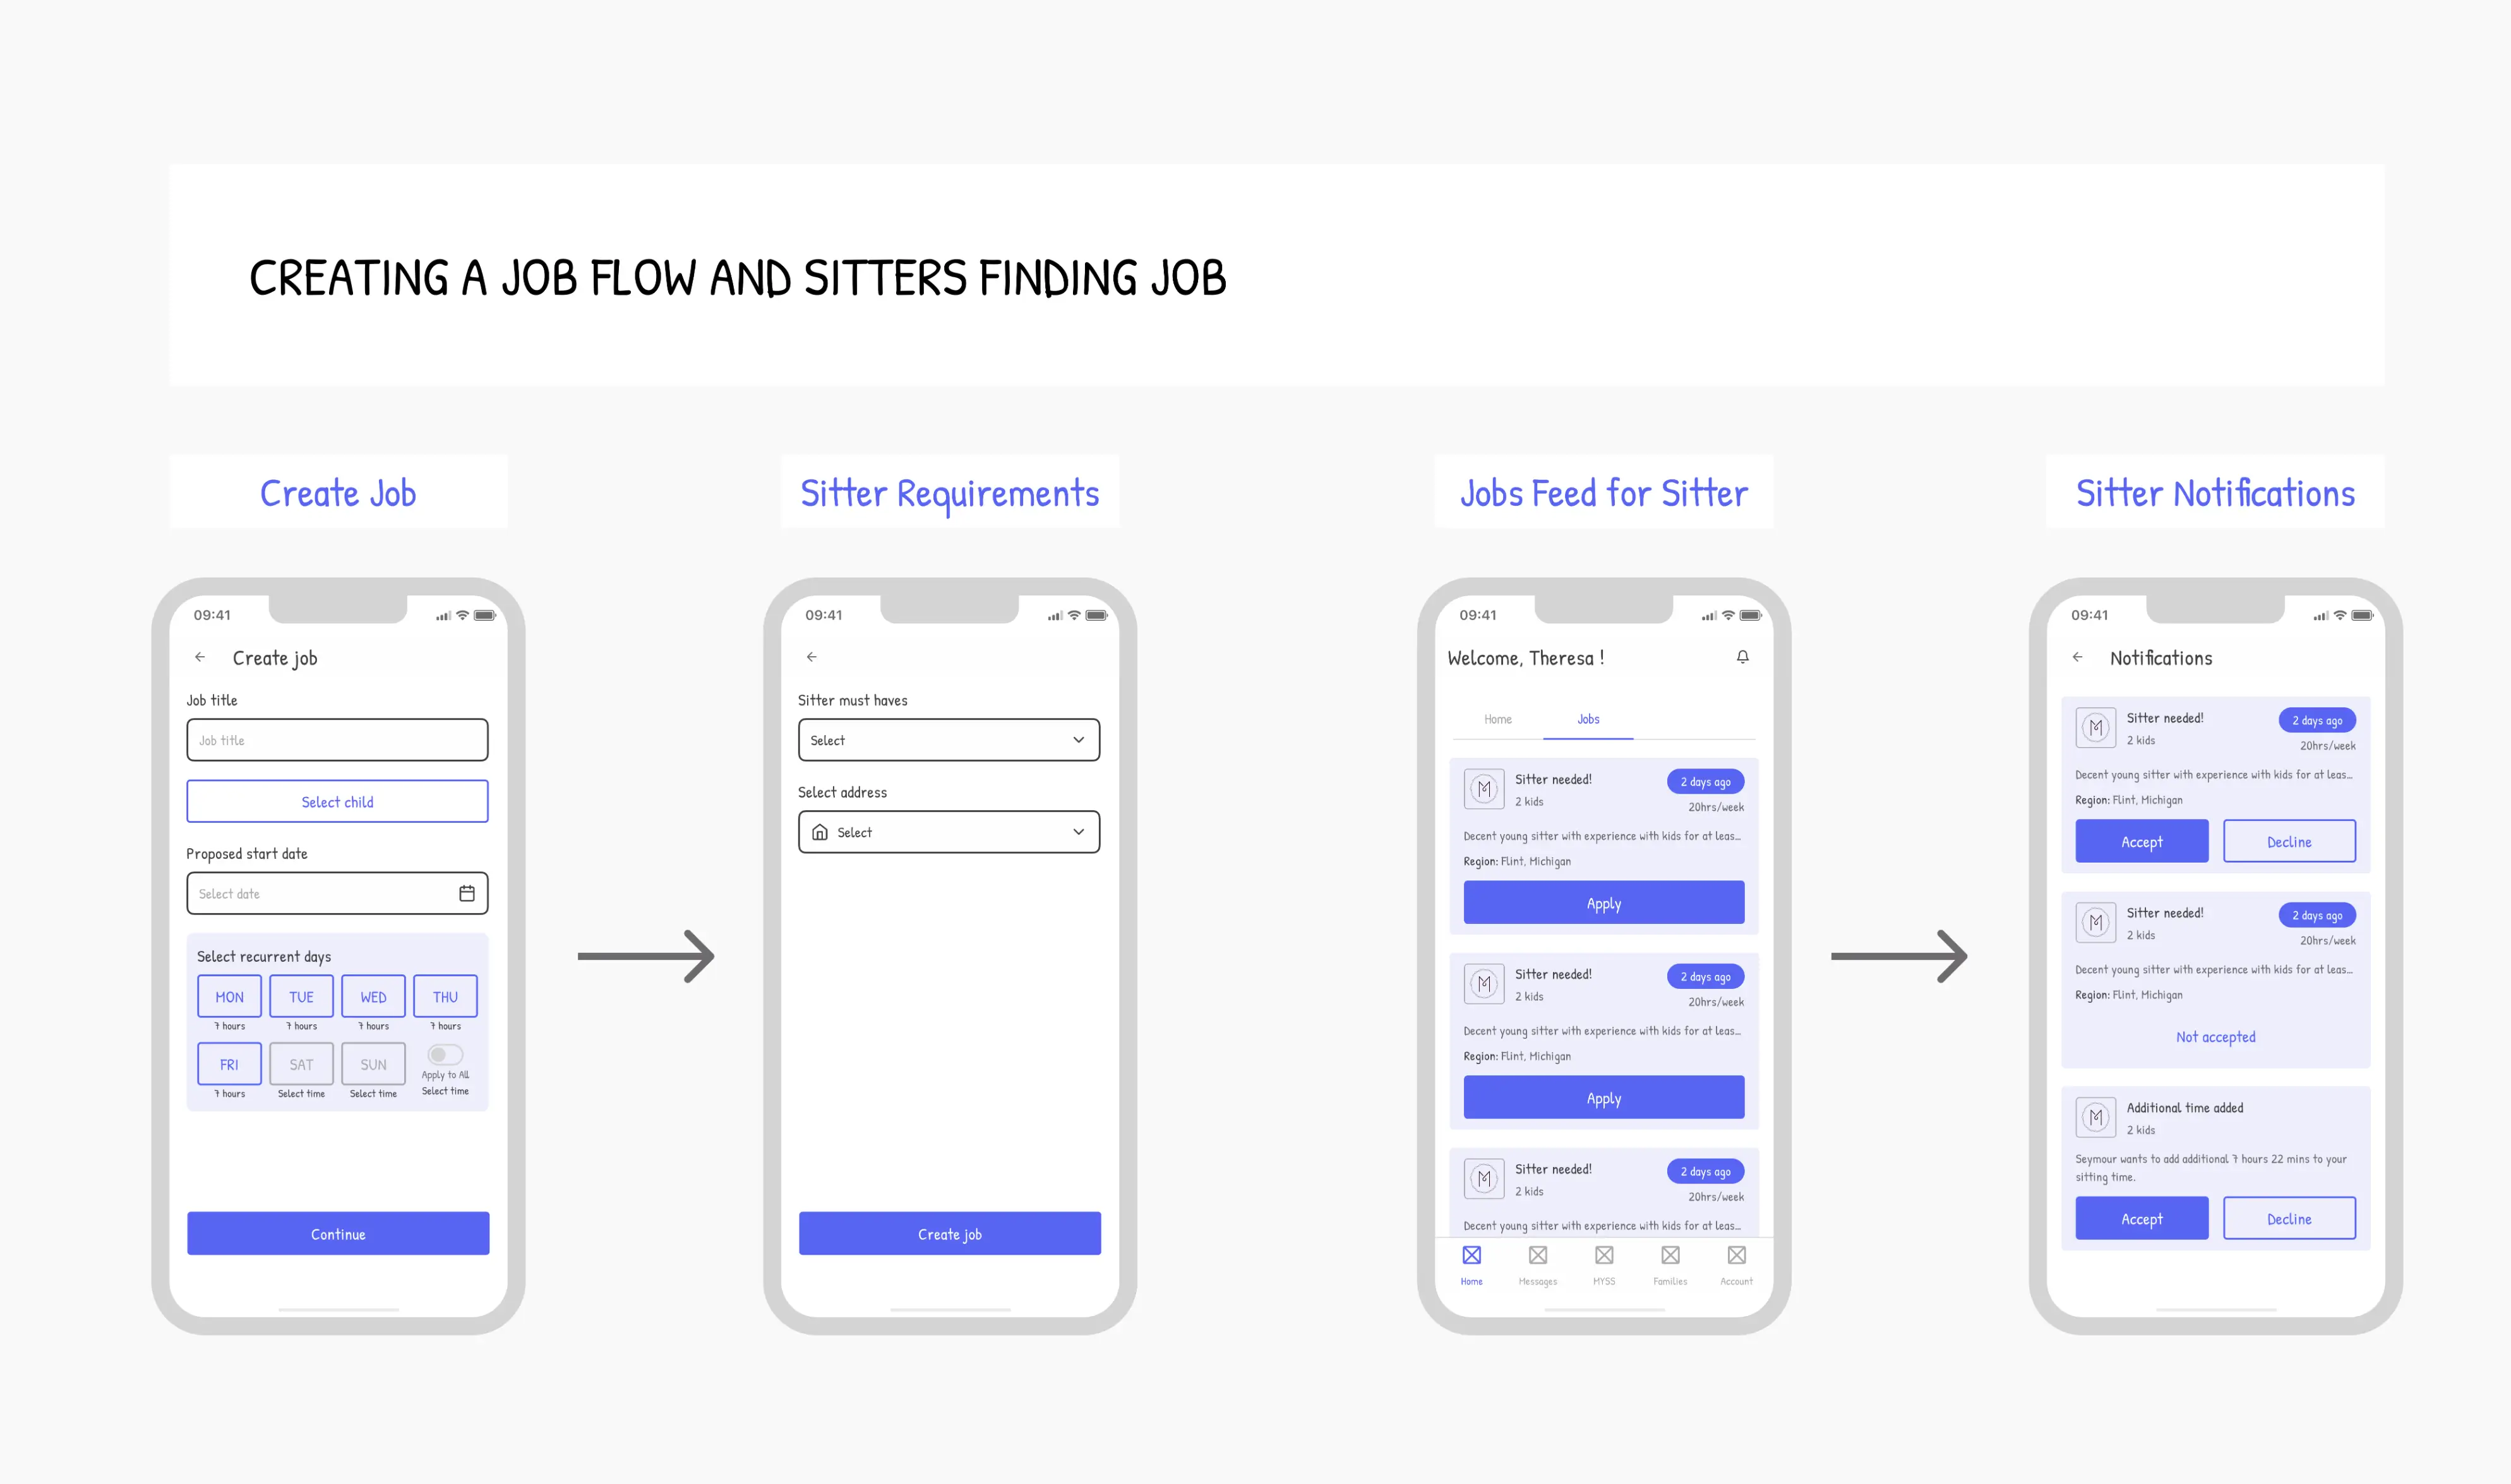 CREATING A JOB FLOW AND SITTERS FINDING JOB
Create Job
Sitter Requirements
Jobs Feed for Sitter
Sitter Notifications
09:41
Create job
Job title
Job title
Select child
Proposed start date
Select date
Select recurrent days
MON TUE WED THU
7 hours 7 hours 7 hours 7 hours
FRI SAT SUN
Apply to All
7 hours Select time Select time Select time
Continue
09:41
Sitter must haves
Select
Select address
Select
Create job
09:41
Welcome, Theresa !
Home Jobs
M
Sitter needed! 2 days ago
2 kids 20hrs/week
Decent young sitter with experience with kids for at leas...
Region: Flint, Michigan
Apply
M
Sitter needed! 2 days ago
2 kids 20hrs/week
Decent young sitter with experience with kids for at leas...
Region: Flint, Michigan
Apply
M
Sitter needed! 2 days ago
2 kids 20hrs/week
Decent young sitter with experience with kids for at leas...
Home Messages MYSS Families Account
09:41
Notifications
M
Sitter needed! 2 days ago
2 kids 20hrs/week
Decent young sitter with experience with kids for at leas...
Region: Flint, Michigan
Accept Decline
M
Sitter needed! 2 days ago
2 kids 20hrs/week
Decent young sitter with experience with kids for at leas...
Region: Flint, Michigan
Not accepted
M
Additional time added
2 kids
Seymour wants to add additional 7 hours 22 mins to your
sitting time.
Accept Decline